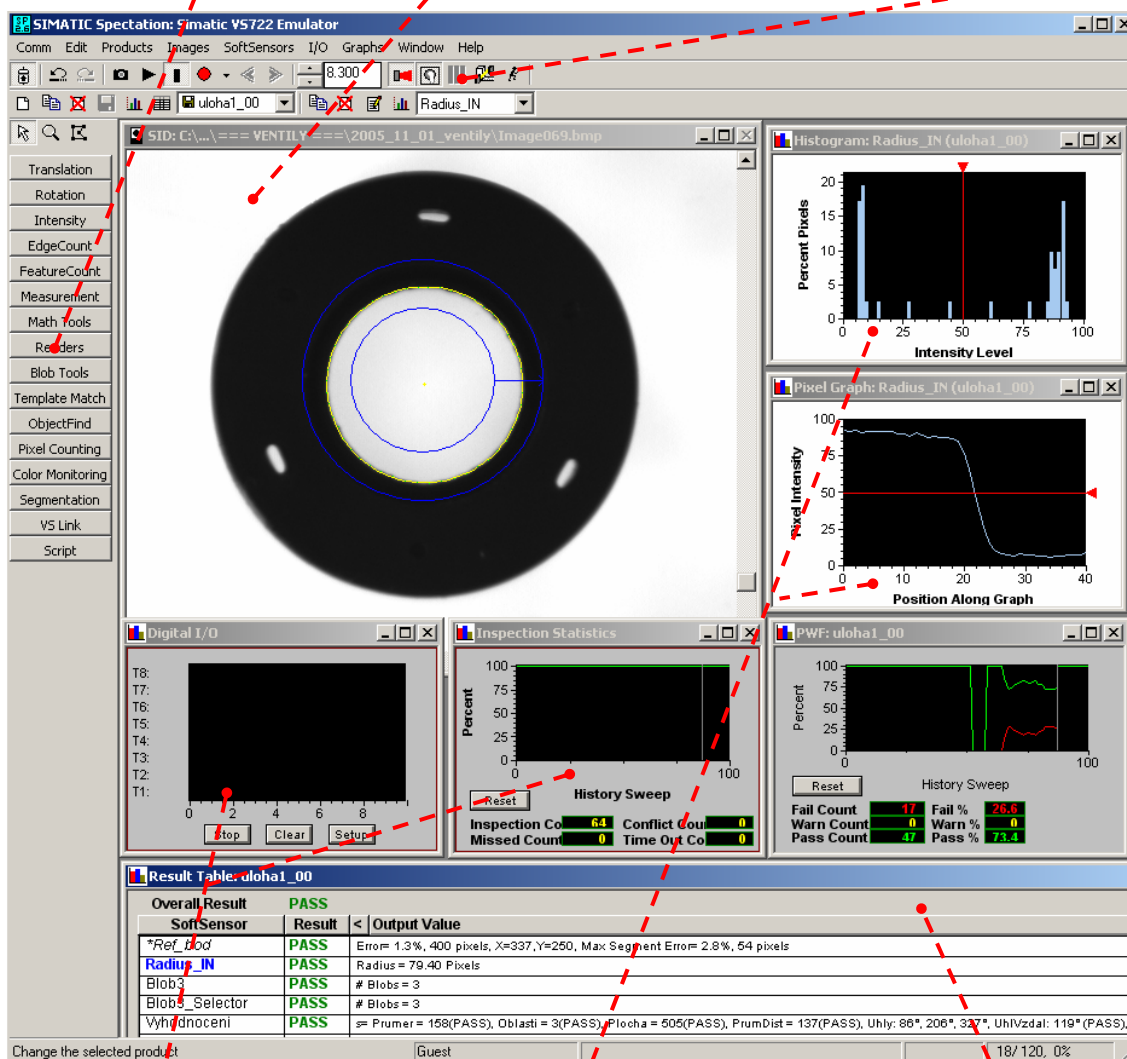 SIMATIC Spectation: Simatic VS722 Emulator
Comm Edit Products Images SoftSensors I/O Graphs Window Help
8.300
uloha1_00 Radius_IN
SID: C:\...\=== VENTILY ===\2005_11_01_ventily\Image069.bmp
Translation
Rotation
Intensity
EdgeCount
FeatureCount
Measurement
Math Tools
Readers
Blob Tools
Template Match
ObjectFind
Pixel Counting
Color Monitoring
Segmentation
VS Link
Script
Histogram: Radius_IN (uloha1_00)
Percent Pixels
20
15
10
5
0
0 25 50 75 100
Intensity Level
Pixel Graph: Radius_IN (uloha1_00)
Pixel Intensity
100
75
50
25
0
0 10 20 30 40
Position Along Graph
Digital I/O
T8:
T7:
T6:
T5:
T4:
T3:
T2:
T1:
0 2 4 6 8
Stop Clear Setup
Inspection Statistics
Percent
100
75
50
25
0
0 100
Reset
History Sweep
Inspection Co 64 Conflict Cou 0
Missed Count 0 Time Out Co 0
PWF: uloha1_00
Percent
100
75
50
25
0
0 100
Reset
History Sweep
Fail Count 17 Fail % 26.6
Warn Count 0 Warn % 0
Pass Count 47 Pass % 73.4
Result Table: uloha1_00
Overall Result PASS
SoftSensor Result < Output Value
*Ref_bod PASS Error= 1.3%, 400 pixels, X=337,Y=250, Max Segment Error= 2.8%, 54 pixels
Radius_IN PASS Radius = 79.40 Pixels
Blob3 PASS # Blobs = 3
Blob3_Selector PASS # Blobs = 3
Vyhodnoceni PASS s= Prumer = 158(PASS), Oblasti = 3(PASS), Plocha = 505(PASS), PrumDist = 137(PASS), Uhly: 86°, 206°, 327°, UhlVzdal: 119° (PASS),
Change the selected product Guest 18/ 120, 0%